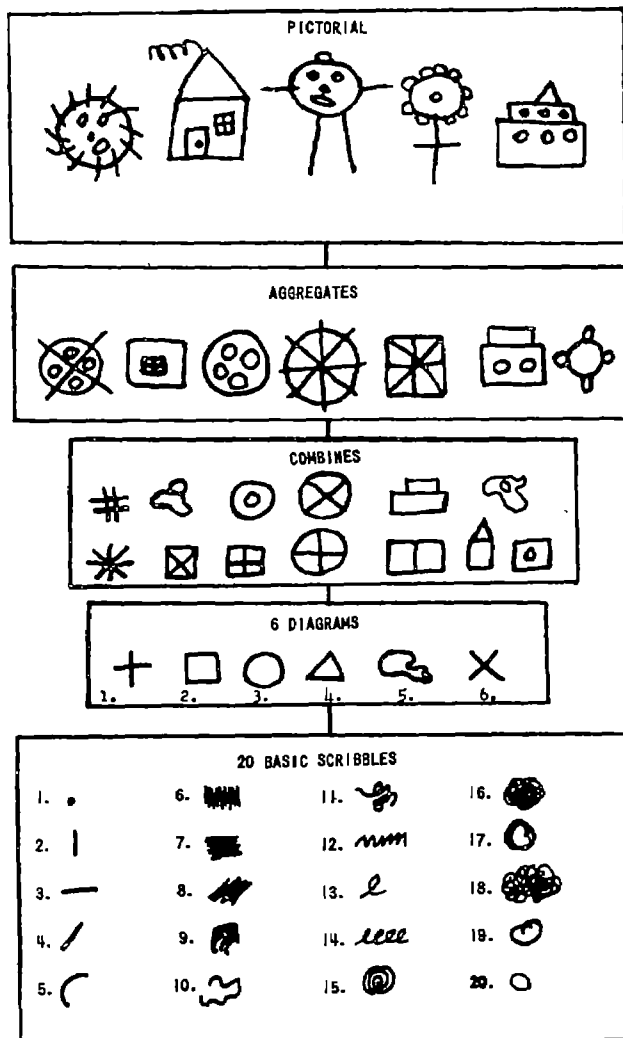 PICTORIAL
AGGREGATES
COMBINES
6 DIAGRAMS
1. 2. 3. 4. 5. 6.
20 BASIC SCRIBBLES
1. 6. 11. 16.
2. 7. 12. 17.
3. 8. 13. 18.
4. 9. 14. 19.
5. 10. 15. 20.